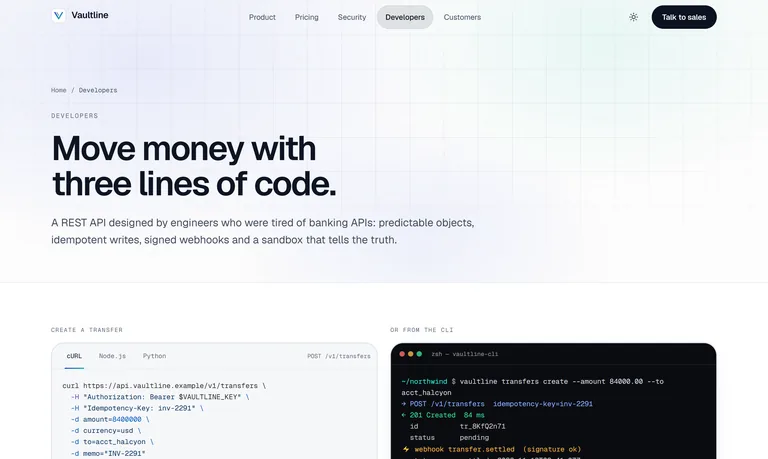 Vaultline
Product Pricing Security Developers Customers
Talk to sales
Home / Developers
DEVELOPERS
Move money with
three lines of code.
A REST API designed by engineers who were tired of banking APIs: predictable objects,
idempotent writes, signed webhooks and a sandbox that tells the truth.
CREATE A TRANSFER
cURL Node.js Python POST /v1/transfers
curl https://api.vaultline.example/v1/transfers \
-H "Authorization: Bearer $VAULTLINE_KEY" \
-H "Idempotency-Key: inv-2291" \
-d amount=8400000 \
-d currency=usd \
-d to=acct_halcyon \
-d memo="INV-2291"
OR FROM THE CLI
zsh — vaultline-cli
~/northwind $ vaultline transfers create --amount 84000.00 --to
acct_halcyon
→ POST /v1/transfers idempotency-key=inv-2291
← 201 Created 84 ms
id tr_8KfQ2n71
status pending
⚡ webhook transfer.settled (signature ok)